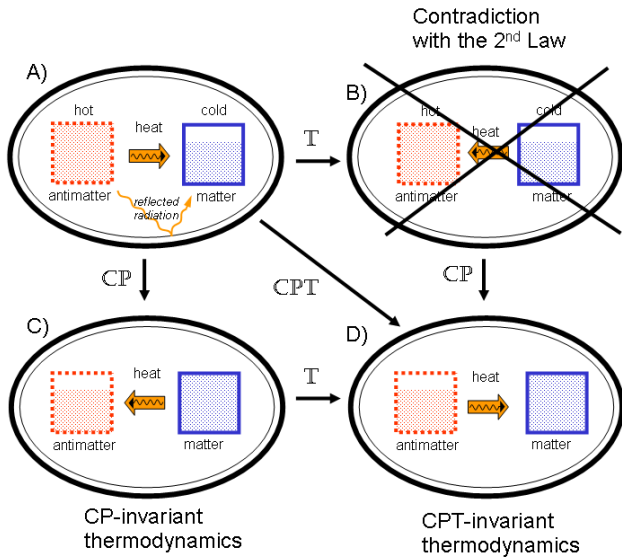 Contradiction
with the 2nd Law
A)
hot
cold
heat
antimatter
matter
reflected
radiation
𝕋
B)
hot
cold
heat
antimatter
matter
ℂℙ
ℂℙ𝕋
ℂℙ
C)
heat
antimatter
matter
𝕋
D)
heat
antimatter
matter
CP-invariant
thermodynamics
CPT-invariant
thermodynamics